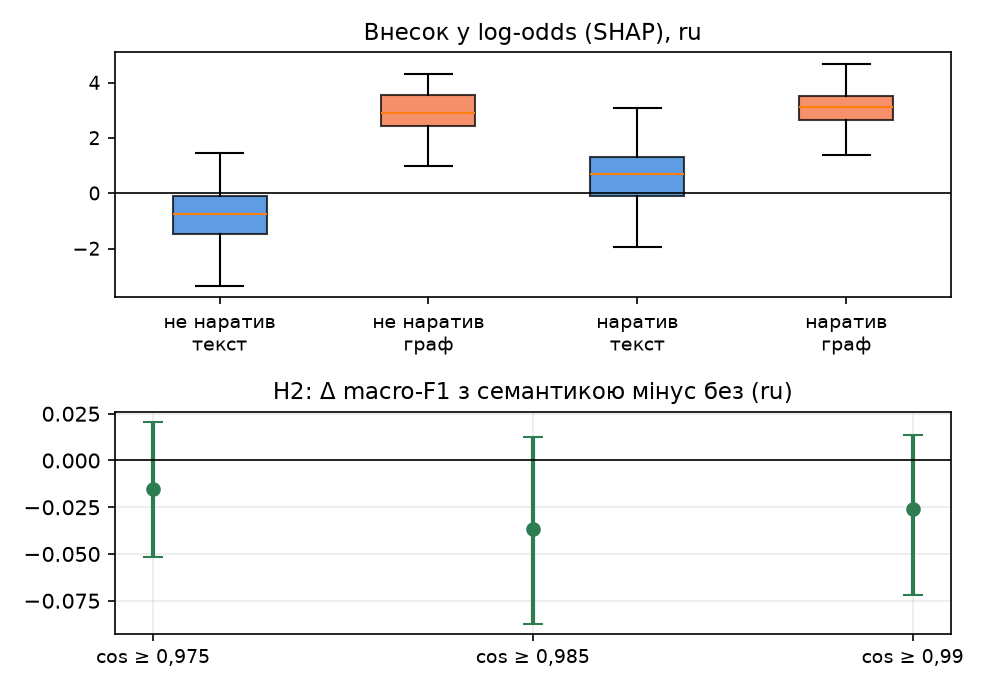 Внесок у log-odds (SHAP), ru
4
2
0
−2
не наратив текст
не наратив граф
наратив текст
наратив граф
H2: Δ macro-F1 з семантикою мінус без (ru)
0.025
0.000
−0.025
−0.050
−0.075
cos ≥ 0,975
cos ≥ 0,985
cos ≥ 0,99